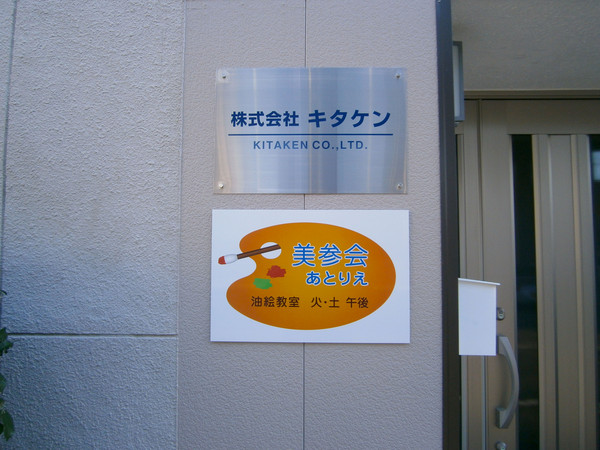 株式会社 キタケン
KITAKEN CO.,LTD.
美参会
あとりえ
油絵教室 火・土 午後